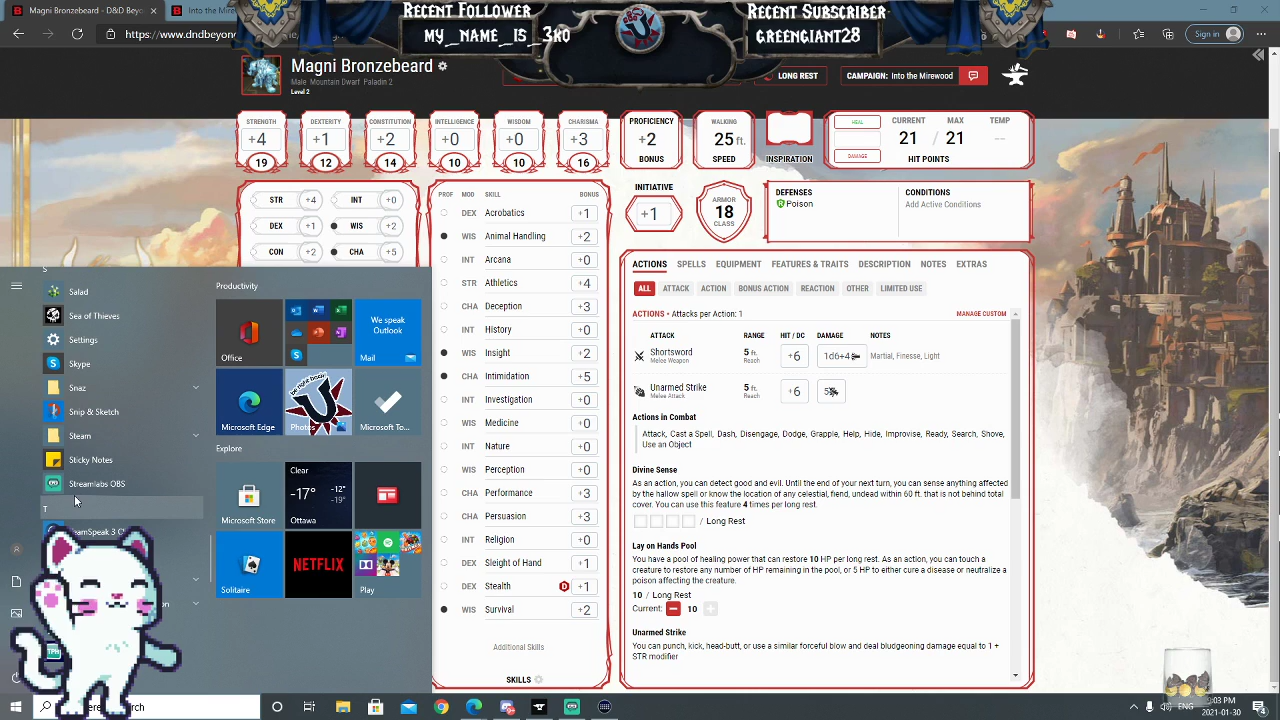 D&D Beyo
Ind
RECENT FOLLOWER
RECENT SUBSCRIBER
MY_NAME_IS_3KO
GREENGIANT28
https://www.dndbeyond
Sign in
Magni Bronzebeard
Male Mountain Dwarf Paladin 2
Level 2
LONG REST
CAMPAIGN: Into the Mirewood
STRENGTH
+4
19
DEXTERITY
+1
12
CONSTITUTION
+2
14
INTELLIGENCE
+0
10
WISDOM
+0
10
CHARISMA
+3
16
PROFICIENCY
+2
BONUS
WALKING
25 ft.
SPEED
INSPIRATION
HEAL
DAMAGE
CURRENT
MAX
TEMP
21 / 21 --
HIT POINTS
STR +4
INT +0
DEX +1
WIS +2
CON +2
CHA +5
PROF MOD SKILL BONUS
DEX Acrobatics +1
WIS Animal Handling +2
INT Arcana +0
STR Athletics +4
CHA Deception +3
INT History +0
WIS Insight +2
CHA Intimidation +5
INT Investigation +0
WIS Medicine +0
INT Nature +0
WIS Perception +0
CHA Performance +3
CHA Persuasion +3
INT Religion +0
DEX Sleight of Hand +1
DEX Stealth D +1
WIS Survival +2
Additional Skills
SKILLS
INITIATIVE
+1
ARMOR
18
CLASS
DEFENSES
Poison
CONDITIONS
Add Active Conditions
ACTIONS SPELLS EQUIPMENT FEATURES & TRAITS DESCRIPTION NOTES EXTRAS
ALL ATTACK ACTION BONUS ACTION REACTION OTHER LIMITED USE
ACTIONS • Attacks per Action: 1
MANAGE CUSTOM
ATTACK RANGE HIT / DC DAMAGE NOTES
Shortsword
Melee Weapon
5 ft.
Reach
+6
1d6+4
Martial, Finesse, Light
Unarmed Strike
Melee Attack
5 ft.
Reach
+6
5
Actions in Combat
Attack, Cast a Spell, Dash, Disengage, Dodge, Grapple, Help, Hide, Improvise, Ready, Search, Shove,
Use an Object
Divine Sense
As an action, you can detect good and evil. Until the end of your next turn, you can sense anything affected
by the hallow spell or know the location of any celestial, fiend, undead within 60 ft. that is not behind total
cover. You can use this feature 4 times per long rest.
/ Long Rest
Lay on Hands Pool
You have a pool of healing power that can restore 10 HP per long rest. As an action, you can touch a
creature to restore any number of HP remaining in the pool, or 5 HP to either cure a disease or neutralize a
poison affecting the creature.
10 / Long Rest
Current: 10
Unarmed Strike
You can punch, kick, head-butt, or use a similar forceful blow and deal bludgeoning damage equal to 1 +
STR modifier
S
Salad
Sea of Thieves
Settings
Skype
Snaz
Snip & Sketch
Steam
Sticky Notes
Streamlabs OBS
T
TeamSpeak 3 Cl
Productivity
Office
We speak
Outlook
Mail
Microsoft Edge
Photos
Microsoft To...
Explore
Microsoft Store
Clear
-17° -12°
-19°
Ottawa
Solitaire
NETFLIX
Play
ENG
:03 PM
2021-01-30